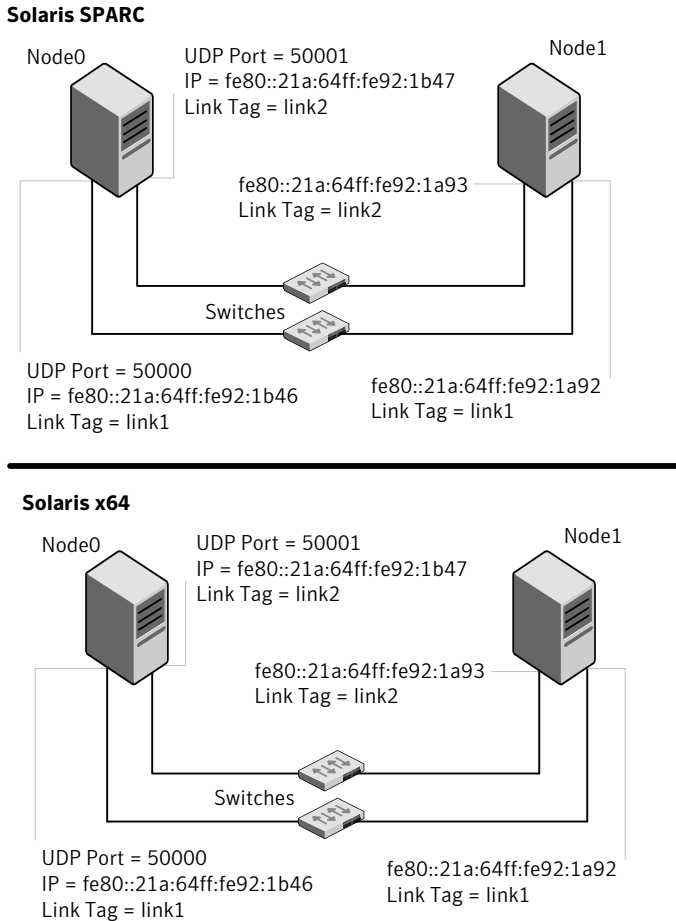 Solaris SPARC
Node0
UDP Port = 50001
IP = fe80::21a:64ff:fe92:1b47
Link Tag = link2
Node1
fe80::21a:64ff:fe92:1a93
Link Tag = link2
Switches
UDP Port = 50000
IP = fe80::21a:64ff:fe92:1b46
Link Tag = link1
fe80::21a:64ff:fe92:1a92
Link Tag = link1
Solaris x64
Node0
UDP Port = 50001
IP = fe80::21a:64ff:fe92:1b47
Link Tag = link2
Node1
fe80::21a:64ff:fe92:1a93
Link Tag = link2
Switches
UDP Port = 50000
IP = fe80::21a:64ff:fe92:1b46
Link Tag = link1
fe80::21a:64ff:fe92:1a92
Link Tag = link1